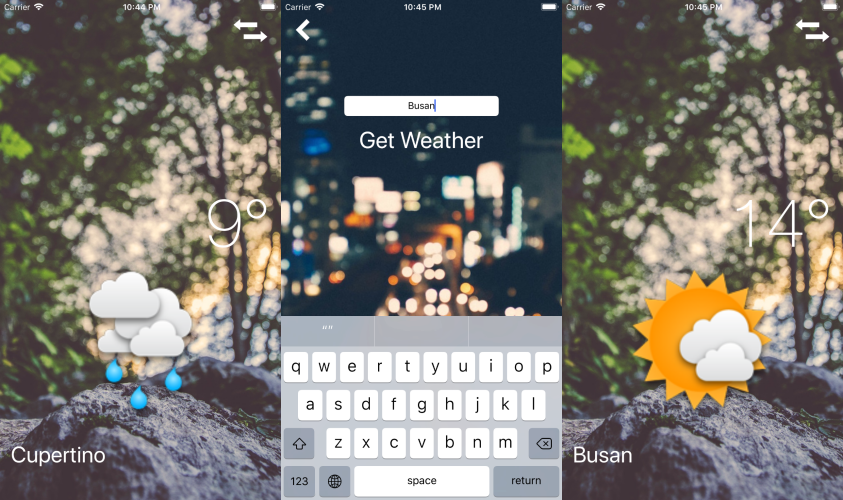 Carrier 10:44 PM
9°
Cupertino
Carrier 10:45 PM
Busan
Get Weather
“”
q w e r t y u i o p
a s d f g h j k l
z x c v b n m
123 space return
Carrier 10:45 PM
14°
Busan